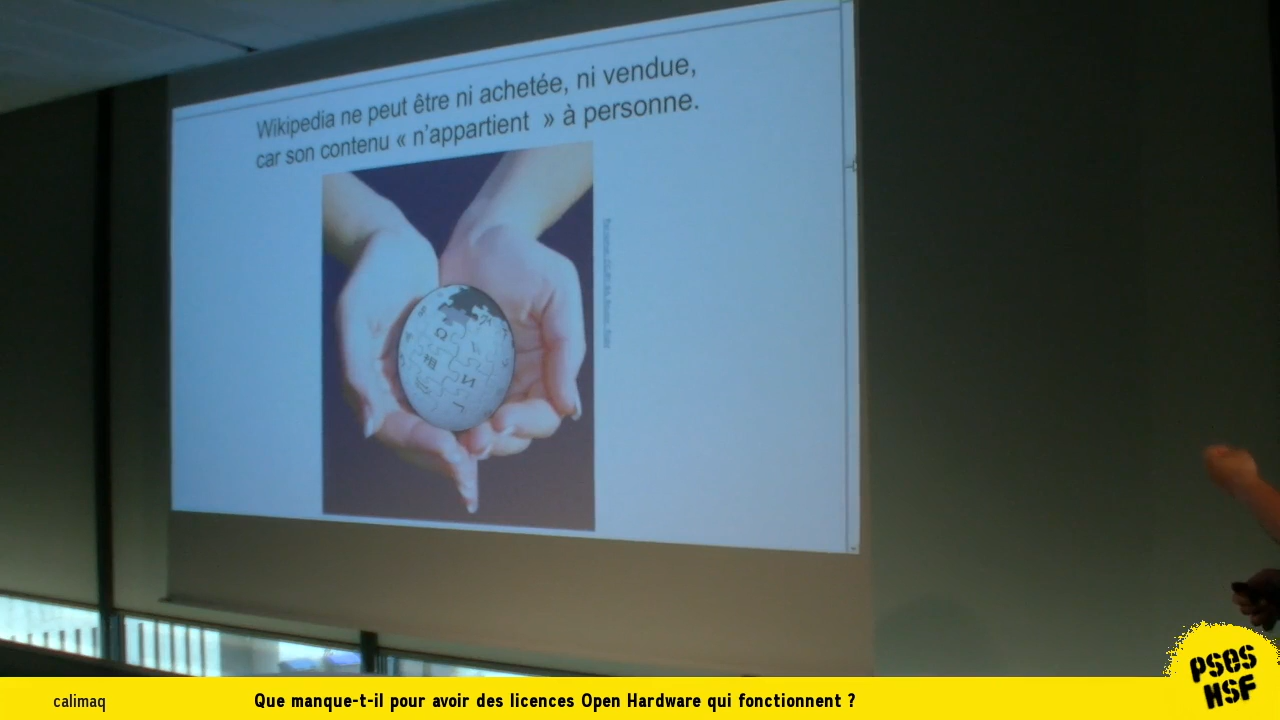 Wikipedia ne peut être ni achetée, ni vendue,
car son contenu « n'appartient » à personne.
Ω
И
calimaq
Que manque-t-il pour avoir des licences Open Hardware qui fonctionnent ?
PSES
HSF